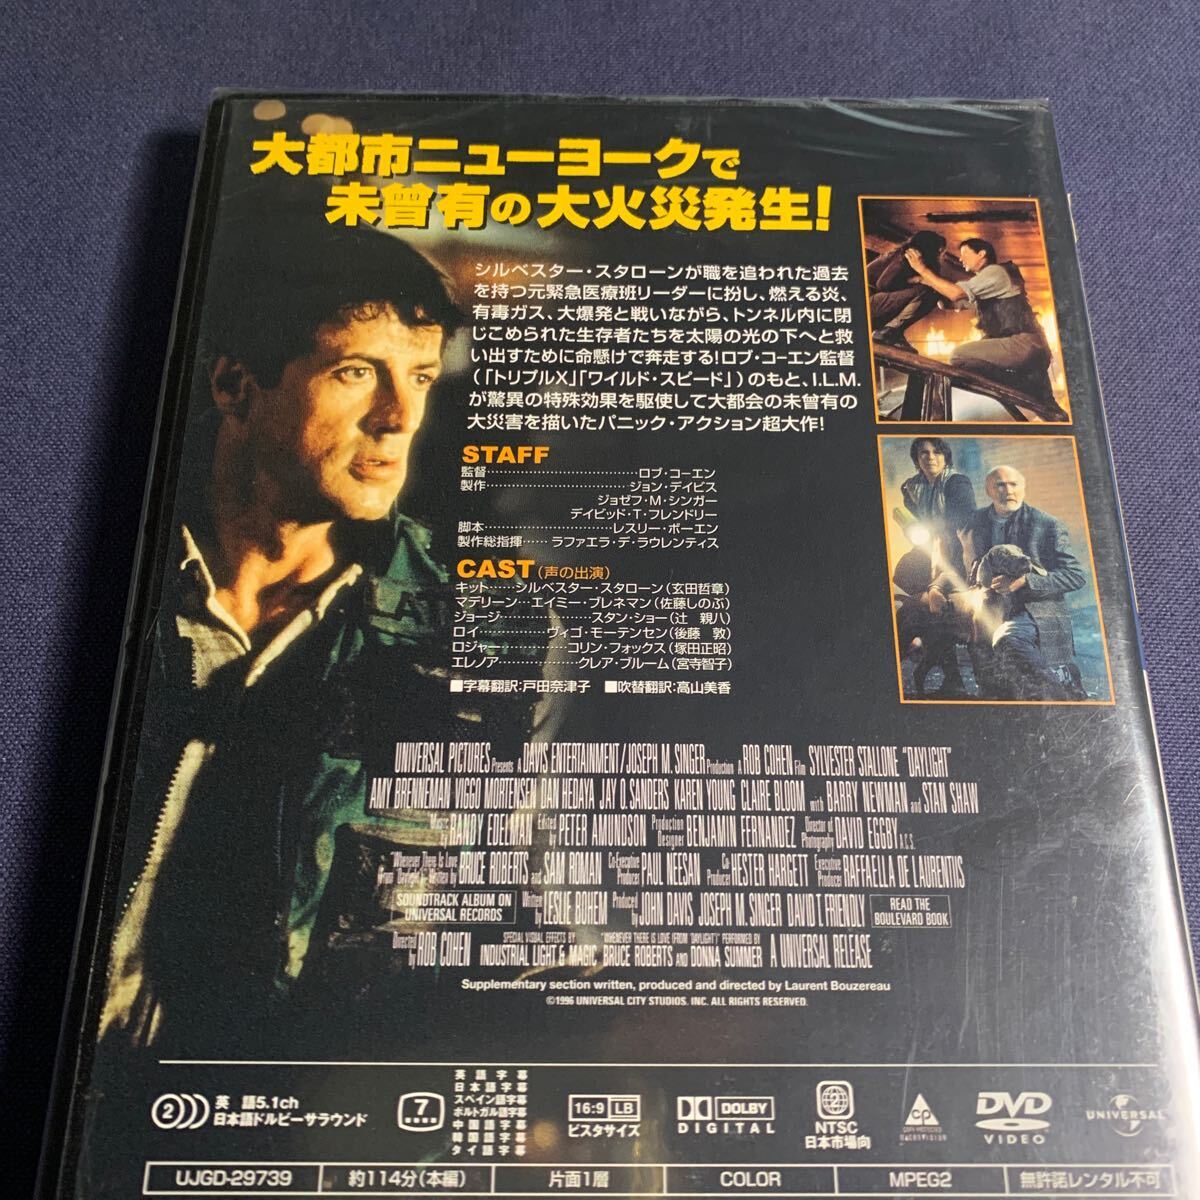 大都市ニューヨークで
未曾有の大火災発生!
シルベスター・スタローンが職を追われた過去
を持つ元緊急医療班リーダーに扮し、燃える炎、
有毒ガス、大爆発と戦いながら、トンネル内に閉
じこめられた生存者たちを太陽の光の下へと救
い出すために命懸けで奔走する!ロブ・コーエン監督
(「トリプルX」「ワイルド・スピード」)のもと、I.L.M.
が驚異の特殊効果を駆使して大都会の未曾有の
大災害を描いたパニック・アクション超大作!
STAFF
監督……………………………ロブ・コーエン
製作…………………………ジョン・デイビス
ジョゼフ・M・シンガー
デイビッド・T・フレンドリー
脚本………………………レスリー・ボーエン
製作総指揮……ラファエラ・デ・ラウレンティス
CAST(声の出演)
キット……シルベスター・スタローン(玄田哲章)
マデリーン…エイミー・ブレネマン(佐藤しのぶ)
ジョージ………………スタン・ショー(辻 親八)
ロイ…………ヴィゴ・モーテンセン(後藤 敦)
ロジャー……………コリン・フォックス(塚田正昭)
エレノア………………クレア・ブルーム(宮寺智子)
■字幕翻訳:戸田奈津子 ■吹替翻訳:高山美香
UNIVERSAL PICTURES Presents A DAVIS ENTERTAINMENT/JOSEPH M. SINGER Production A ROB COHEN Film SYLVESTER STALLONE "DAYLIGHT"
AMY BRENNEMAN VIGGO MORTENSEN DAN HEDAYA JAY O. SANDERS KAREN YOUNG CLAIRE BLOOM with BARRY NEWMAN and STAN SHAW
Music by RANDY EDELMAN Edited by PETER AMUNDSON Production Designer BENJAMIN FERNANDEZ Director of Photography DAVID EGGBY A.C.S.
"Whenever There Is Love (From Daylight)" Written by BRUCE ROBERTS and SAM ROMAN Co-Executive Producer PAUL NEESAN Co-Producer HESTER HARGETT Executive Producer RAFFAELLA DE LAURENTIIS
SOUNDTRACK ALBUM ON UNIVERSAL RECORDS Written by LESLIE BOHEM Produced by JOHN DAVIS JOSEPH M. SINGER DAVID T. FRIENDLY READ THE BOULEVARD BOOK
Directed by ROB COHEN SPECIAL VISUAL EFFECTS BY INDUSTRIAL LIGHT & MAGIC "WHENEVER THERE IS LOVE (FROM 'DAYLIGHT')" PERFORMED BY BRUCE ROBERTS AND DONNA SUMMER A UNIVERSAL RELEASE
Supplementary section written, produced and directed by Laurent Bouzereau
©1996 UNIVERSAL CITY STUDIOS, INC. ALL RIGHTS RESERVED.
2
英語5.1ch
日本語ドルビーサラウンド
7
英語字幕
日本語字幕
スペイン語字幕
ポルトガル語字幕
中国語字幕
韓国語字幕
タイ語字幕
16:9 LB
ビスタサイズ
DOLBY
DIGITAL
2
NTSC
日本市場向
CP
COPY PROTECTED
MACROVISION
DVD
VIDEO
UNIVERSAL
UJGD-29739
約114分(本編)
片面1層
COLOR
MPEG2
無許諾レンタル不可